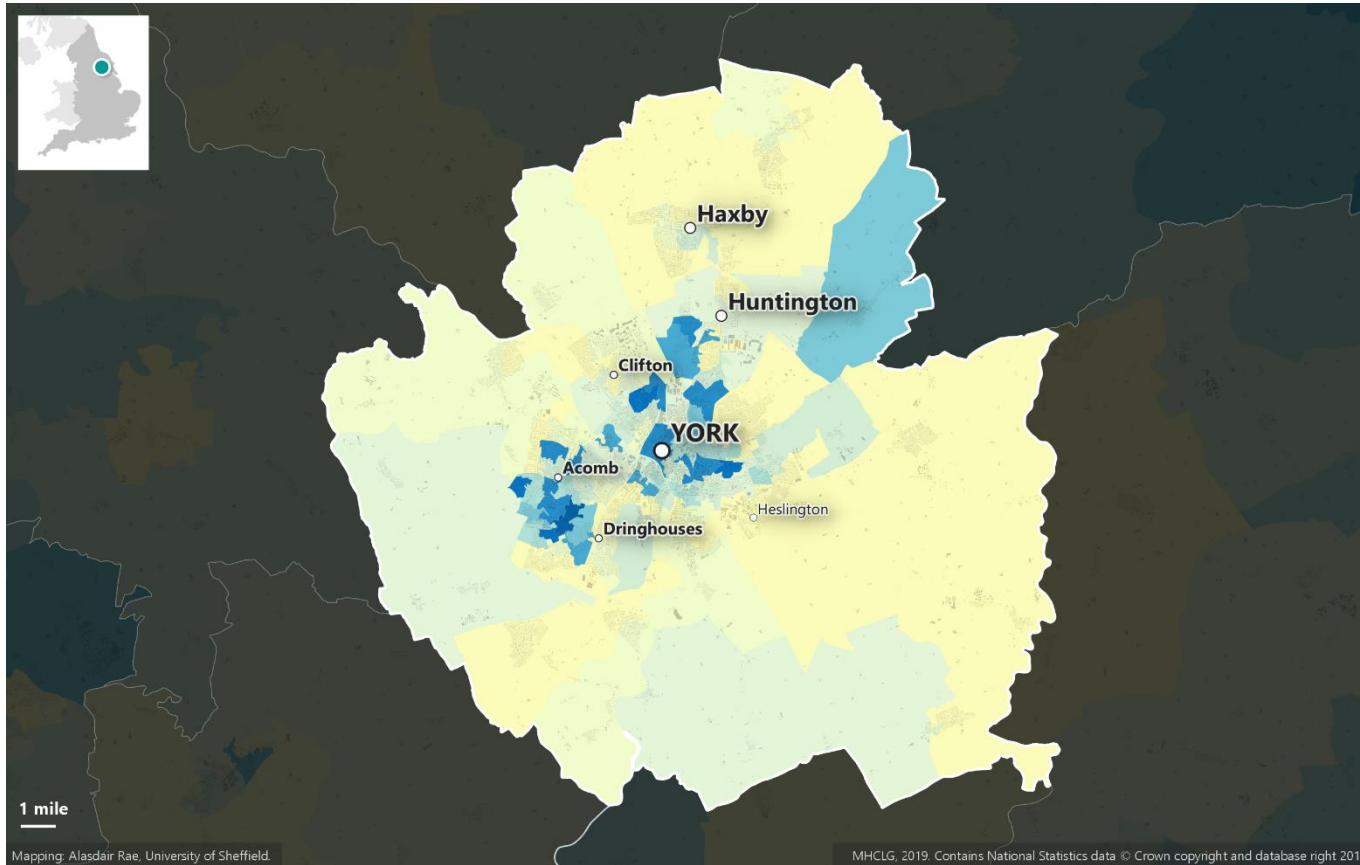 Haxby
Huntington
Clifton
YORK
Acomb
Heslington
Dringhouses
1 mile
Mapping: Alasdair Rae, University of Sheffield.
MHCLG, 2019. Contains National Statistics data © Crown copyright and database right 201